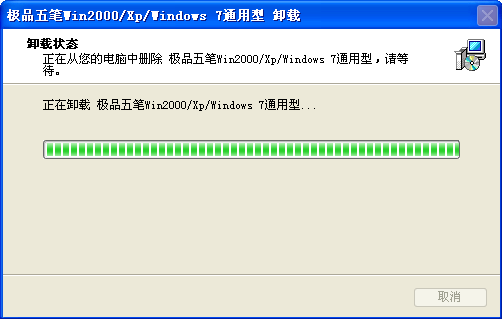 极品五笔Win2000/Xp/Windows 7通用型 卸载
卸载状态
正在从您的电脑中删除 极品五笔Win2000/Xp/Windows 7通用型，请等
待。
正在卸载 极品五笔Win2000/Xp/Windows 7通用型...
取消